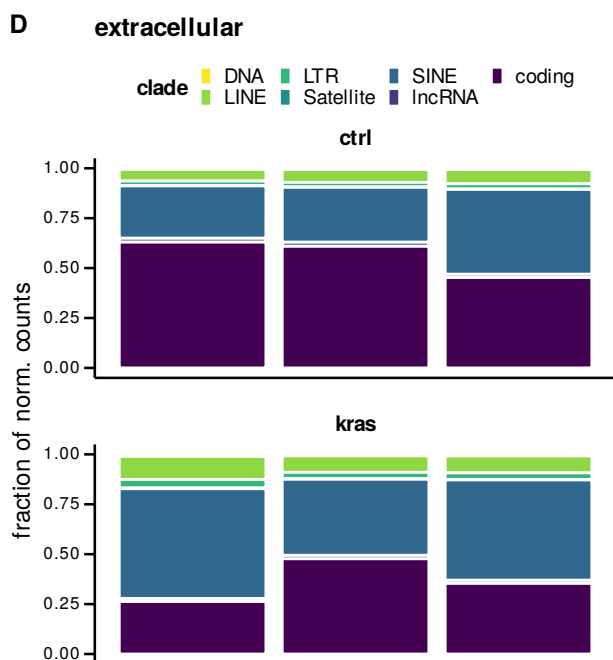 D extracellular
clade DNA LTR SINE coding
LINE Satellite lncRNA
ctrl
1.00
0.75
0.50
0.25
0.00
fraction of norm. counts
kras
1.00
0.75
0.50
0.25
0.00